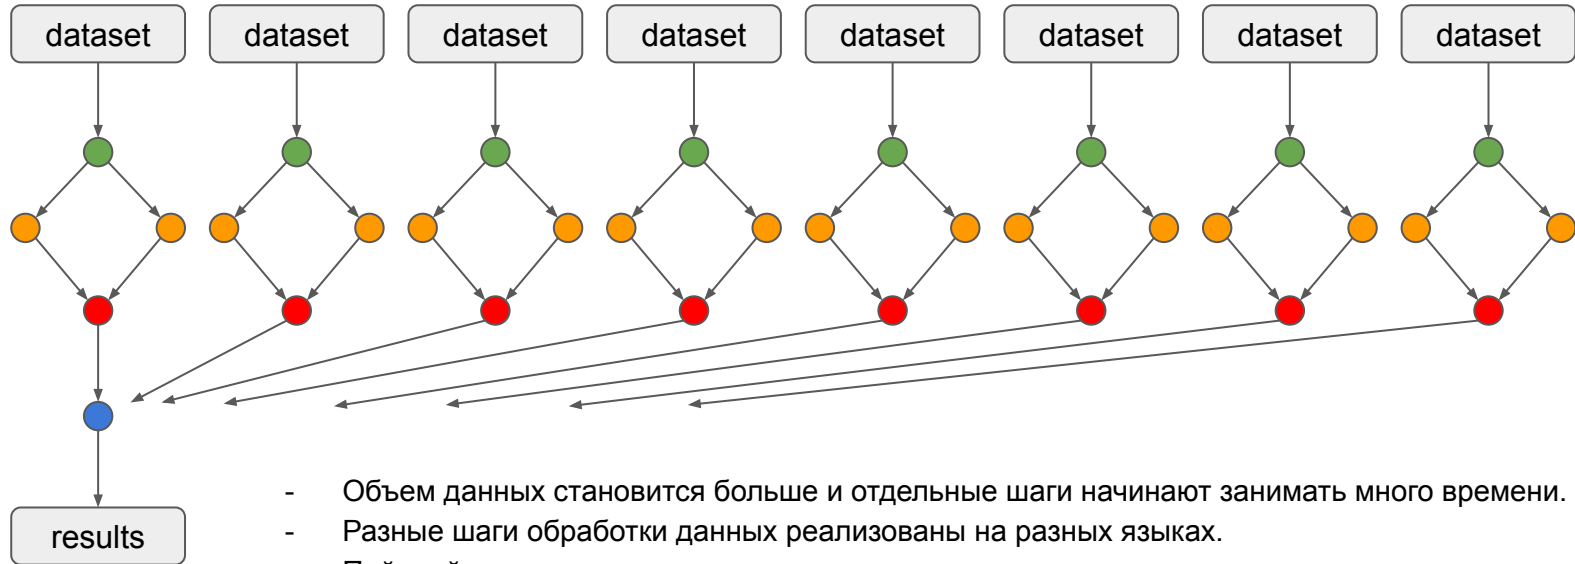 dataset dataset dataset dataset dataset dataset dataset dataset
- Объем данных становится больше и отдельные шаги начинают занимать много времени.
- Разные шаги обработки данных реализованы на разных языках.
results